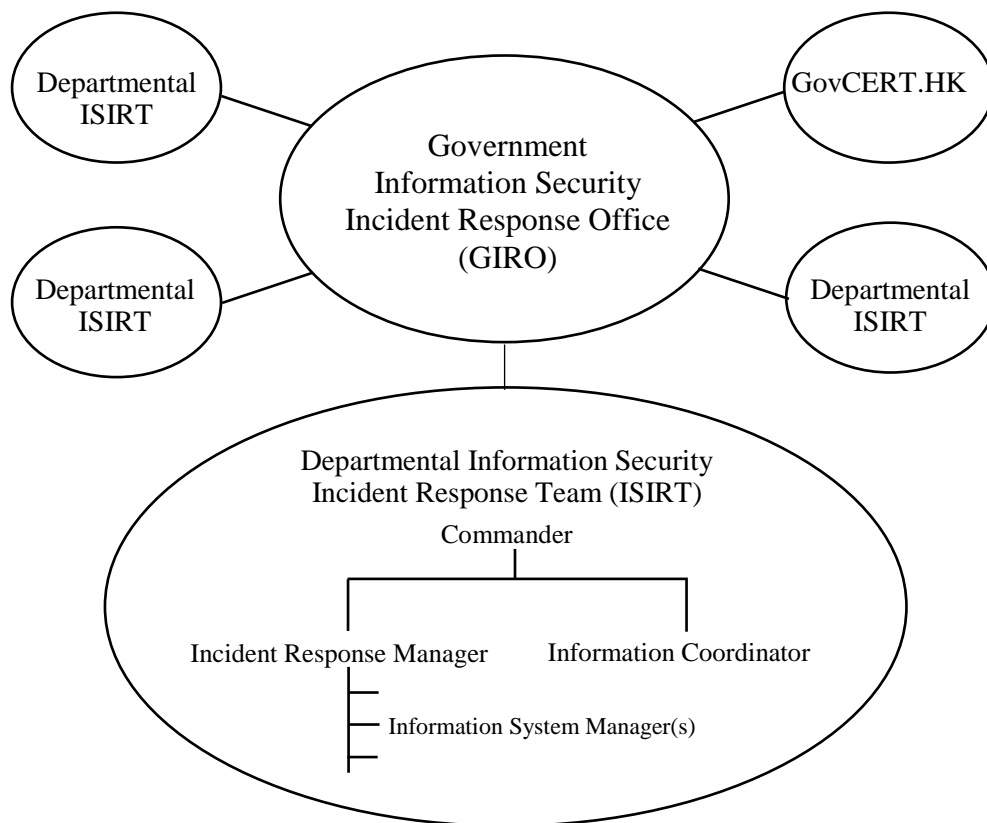 Departmental
ISIRT
GovCERT.HK
Government
Information Security
Incident Response Office
(GIRO)
Departmental
ISIRT
Departmental
ISIRT
Departmental Information Security
Incident Response Team (ISIRT)
Commander
Incident Response Manager
Information Coordinator
Information System Manager(s)